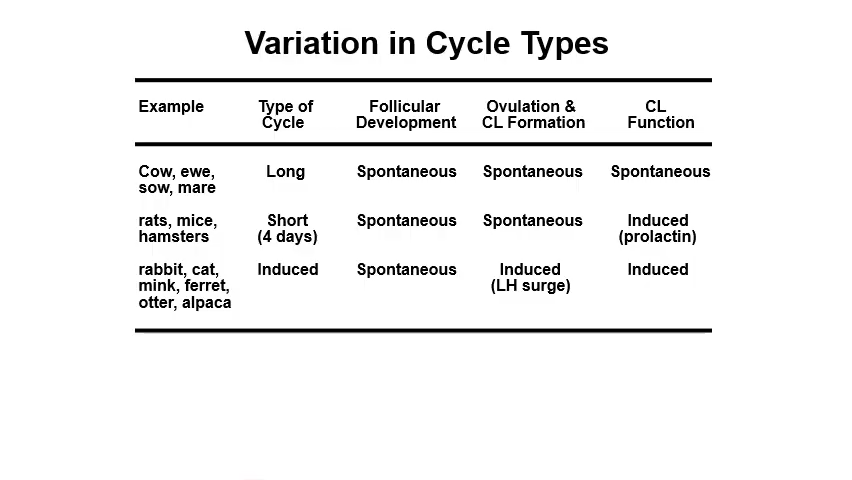 Variation in Cycle Types
Example Type of Cycle Follicular Development Ovulation & CL Formation CL Function
Cow, ewe, sow, mare Long Spontaneous Spontaneous Spontaneous
rats, mice, hamsters Short (4 days) Spontaneous Spontaneous Induced (prolactin)
rabbit, cat, mink, ferret, otter, alpaca Induced Spontaneous Induced (LH surge) Induced